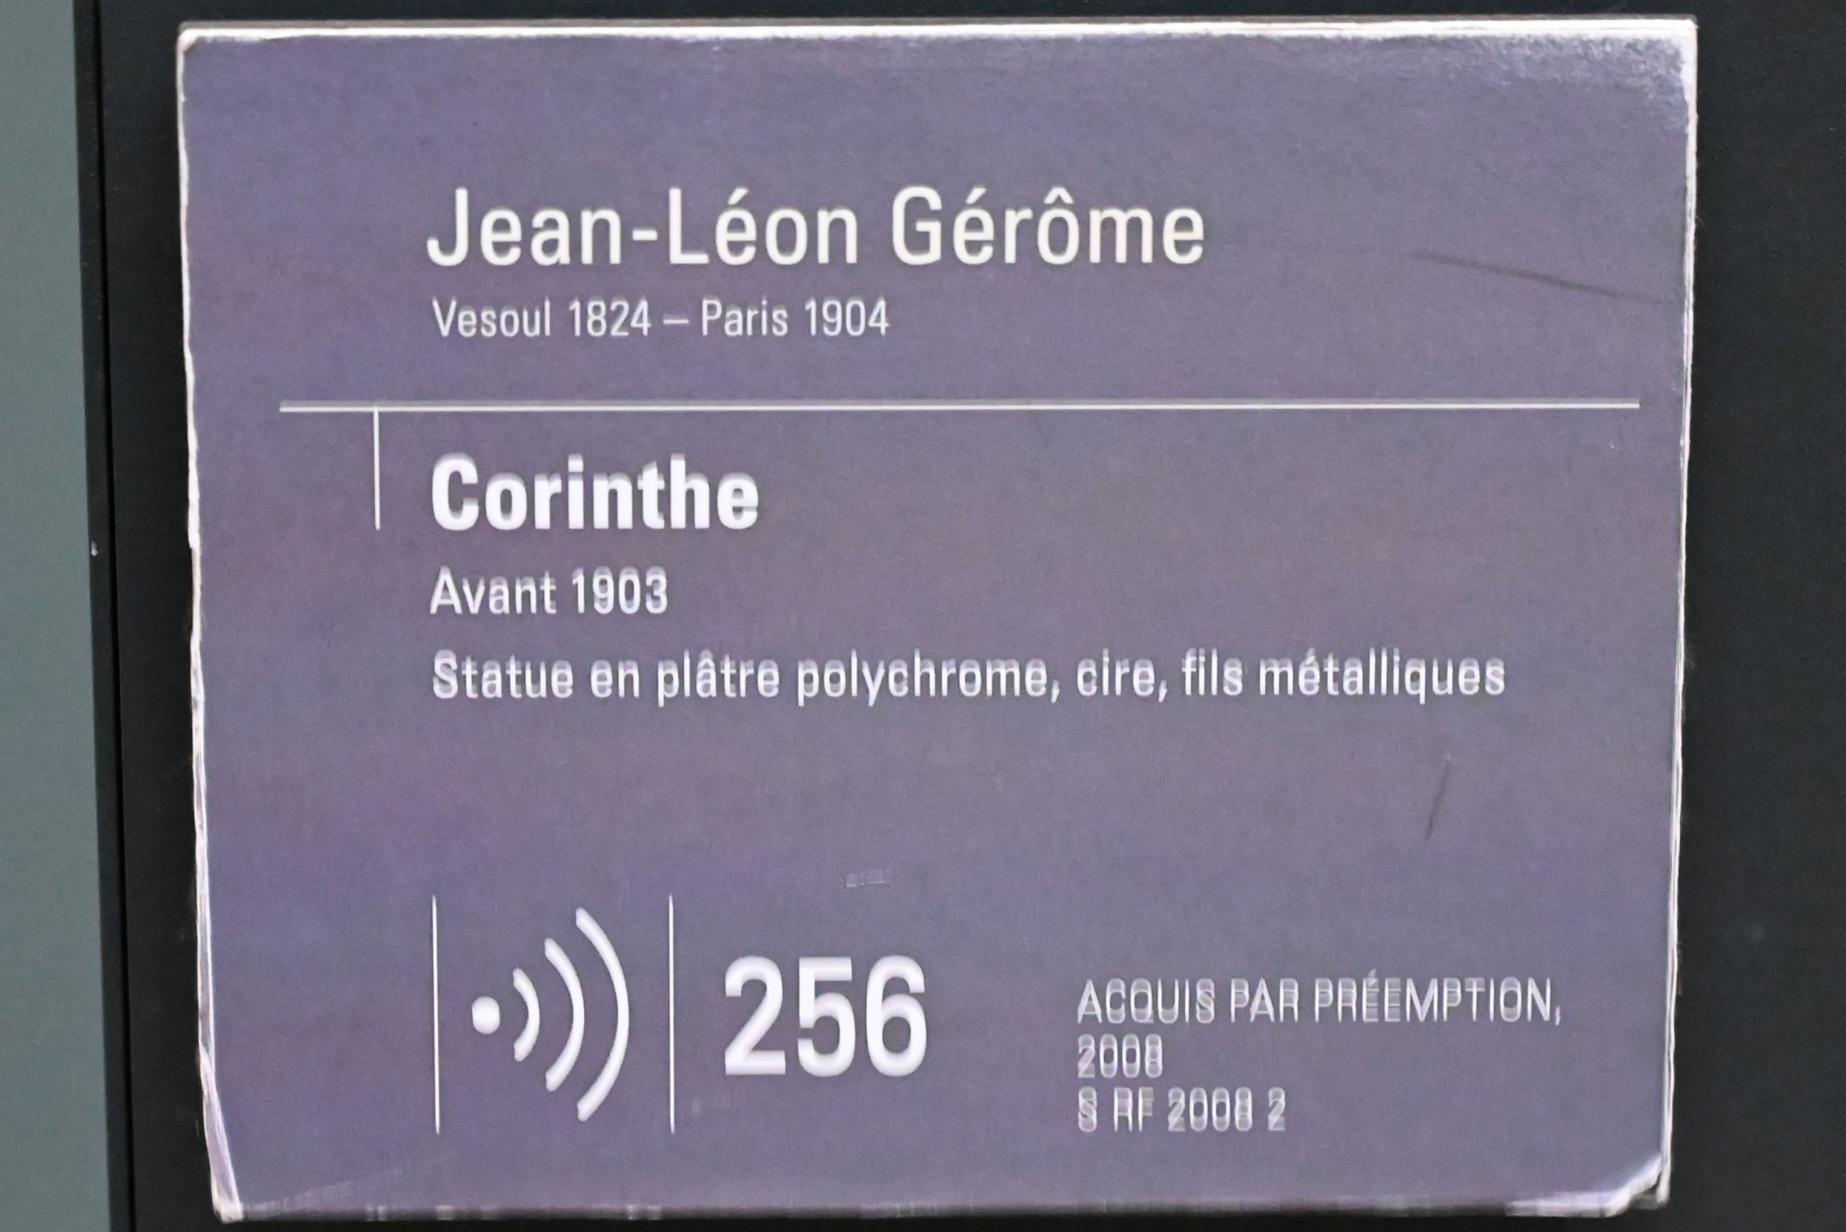 Jean-Léon Gérôme
Vesoul 1824 – Paris 1904
Corinthe
Avant 1903
Statue en plâtre polychrome, cire, fils métalliques
256
ACQUIS PAR PRÉEMPTION,
2008
S RF 2008 2